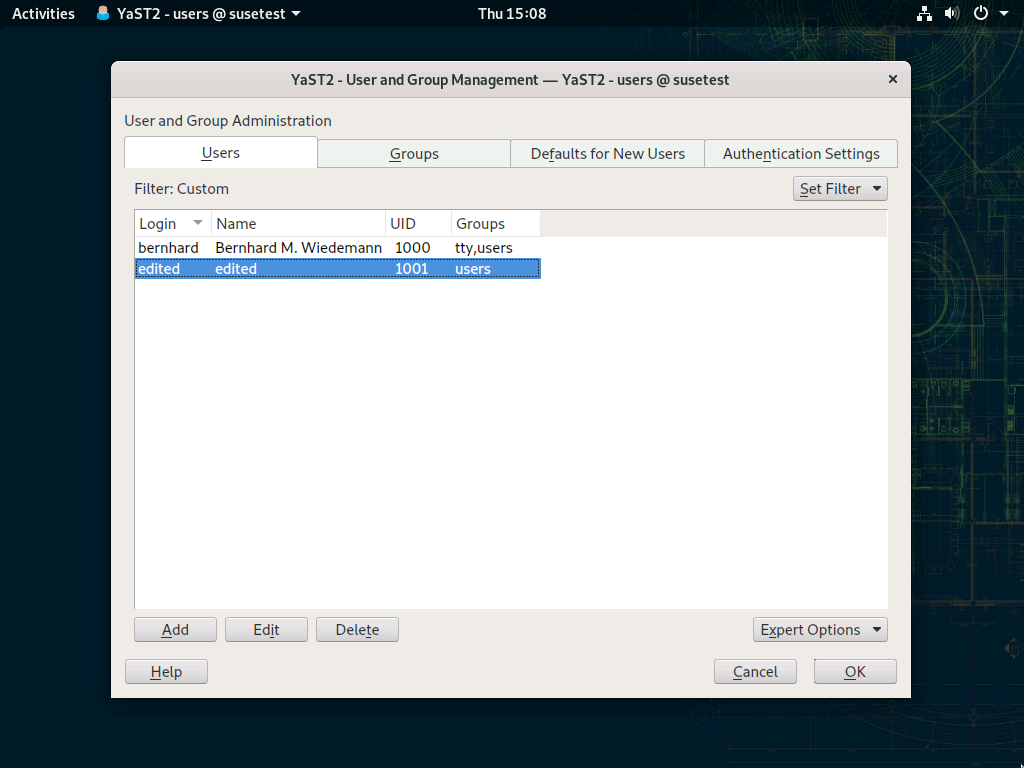 Activities YaST2 - users @ susetest Thu 15:08
YaST2 - User and Group Management — YaST2 - users @ susetest
User and Group Administration
Users Groups Defaults for New Users Authentication Settings
Filter: Custom Set Filter
Login Name UID Groups
bernhard Bernhard M. Wiedemann 1000 tty,users
edited edited 1001 users
Add Edit Delete Expert Options
Help Cancel OK